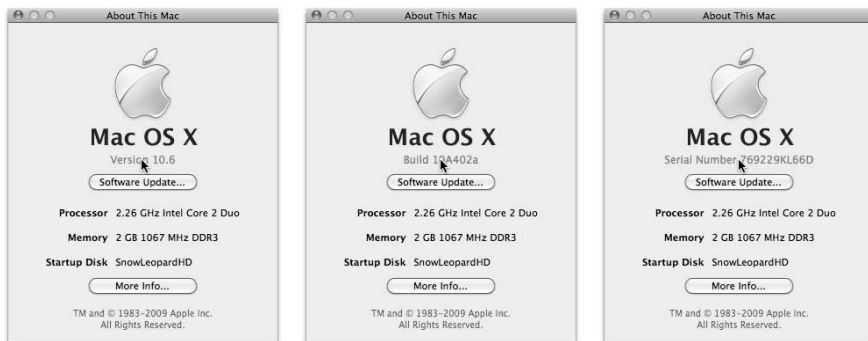 About This Mac
Mac OS X
Version 10.6
Software Update...
Processor 2.26 GHz Intel Core 2 Duo
Memory 2 GB 1067 MHz DDR3
Startup Disk SnowLeopardHD
More Info...
TM and © 1983-2009 Apple Inc.
All Rights Reserved.
About This Mac
Mac OS X
Build 10A402a
Software Update...
Processor 2.26 GHz Intel Core 2 Duo
Memory 2 GB 1067 MHz DDR3
Startup Disk SnowLeopardHD
More Info...
TM and © 1983-2009 Apple Inc.
All Rights Reserved.
About This Mac
Mac OS X
Serial Number 769229KL66D
Software Update...
Processor 2.26 GHz Intel Core 2 Duo
Memory 2 GB 1067 MHz DDR3
Startup Disk SnowLeopardHD
More Info...
TM and © 1983-2009 Apple Inc.
All Rights Reserved.